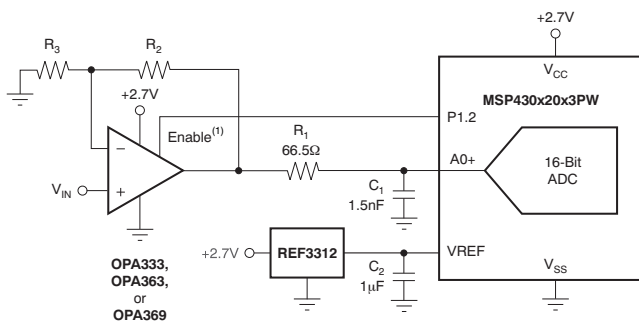 +2.7V
R3
R2
VCC
+2.7V
MSP430x20x3PW
Enable(1)
P1.2
R1
66.5Ω
−
A0+
16-Bit
ADC
VIN
+
C1
1.5nF
+2.7V
REF3312
VREF
OPA333,
OPA363,
or
OPA369
C2
1μF
VSS